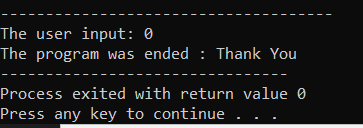 ------------------------------------
The user input: 0
The program was ended : Thank You
--------------------------------
Process exited with return value 0
Press any key to continue . . .